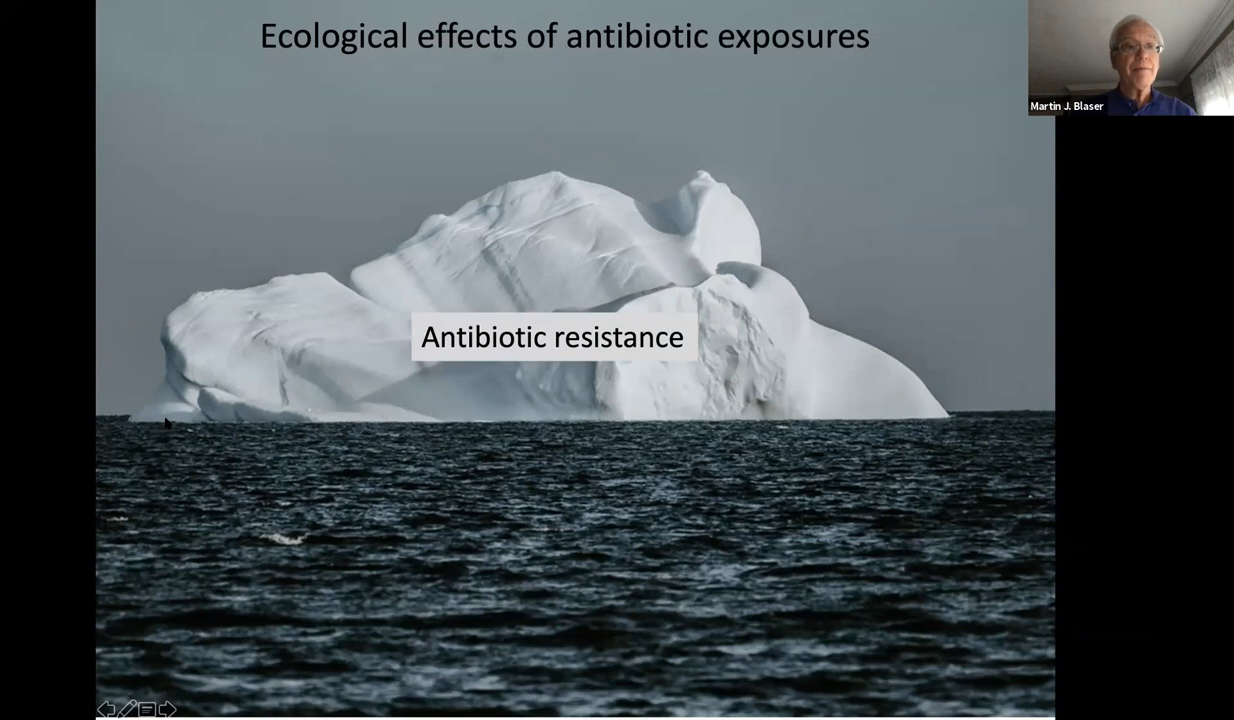 Ecological effects of antibiotic exposures
Martin J. Blaser
Antibiotic resistance